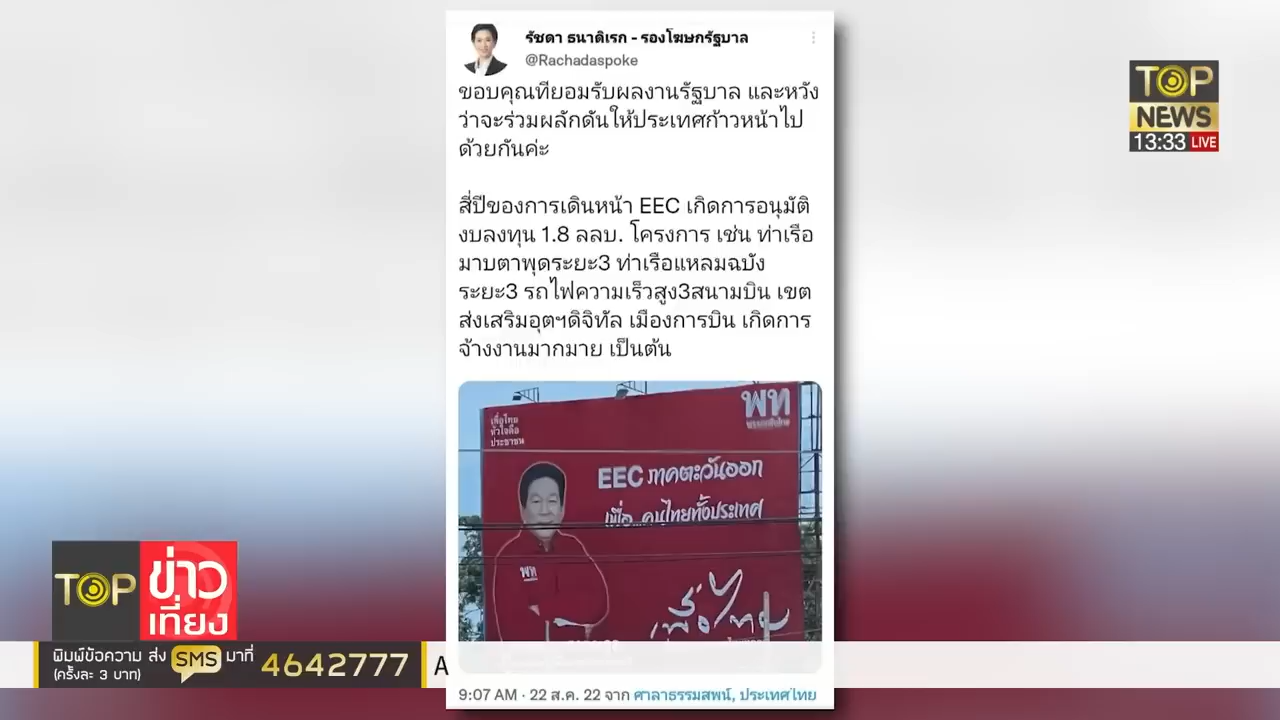 รัชดา ธนาดิเรก - รองโฆษกรัฐบาล
@Rachadaspoke
ขอบคุณที่ยอมรับผลงานรัฐบาล และหวัง
ว่าจะร่วมผลักดันให้ประเทศก้าวหน้าไป
ด้วยกันค่ะ
สี่ปีของการเดินหน้า EEC เกิดการอนุมัติ
งบลงทุน 1.8 ลลบ. โครงการ เช่น ท่าเรือ
มาบตาพุดระยะ3 ท่าเรือแหลมฉบัง
ระยะ3 รถไฟความเร็วสูง3สนามบิน เขต
ส่งเสริมอุตฯดิจิทัล เมืองการบิน เกิดการ
จ้างงานมากมาย เป็นต้น
พท
พรรคเพื่อไทย
เพื่อไทย
หัวใจคือ
ประชาชน
EEC ภาคตะวันออก
เพื่อ คนไทยทั้งประเทศ
พท
เพื่อไทย
9:07 AM · 22 ส.ค. 22 จาก ศาลาธรรมสพน์, ประเทศไทย
TOP
NEWS
13:33 LIVE
TOP
ข่าว
เที่ยง
พิมพ์ข้อความ ส่ง SMS มาที่ 4642777
(ครั้งละ 3 บาท)
A